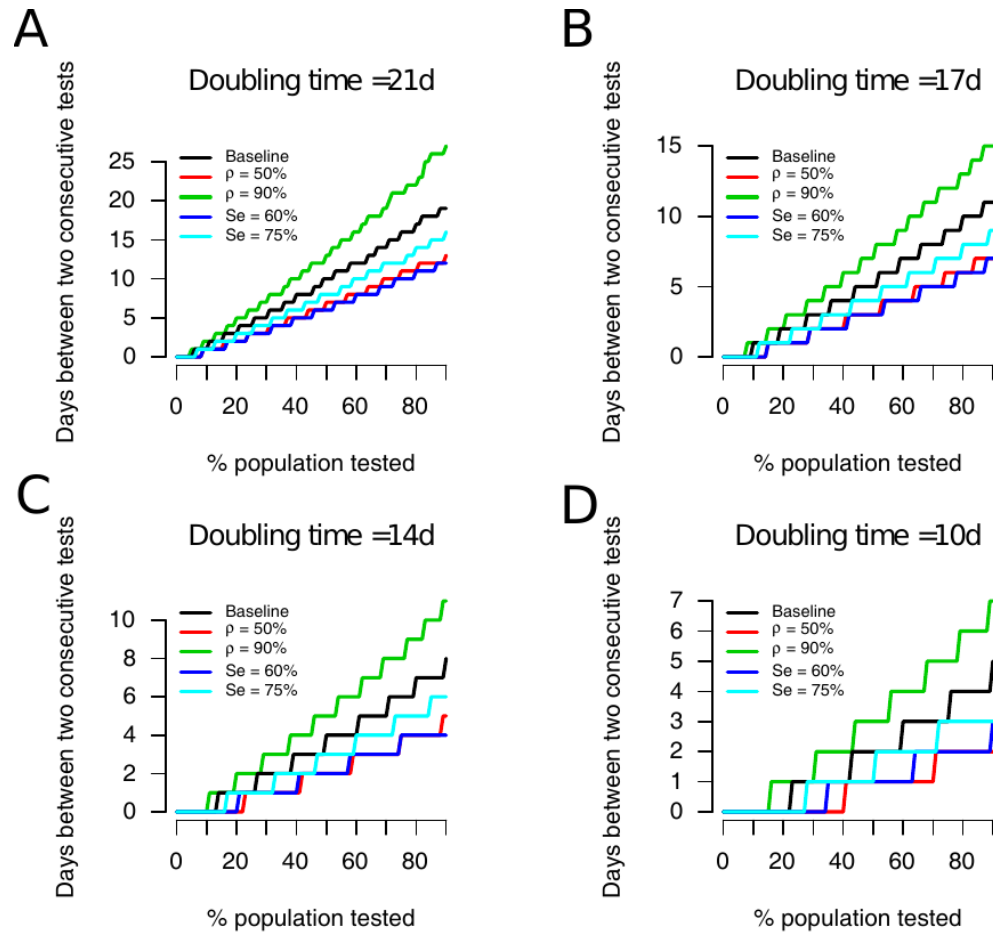 A
Doubling time =21d
Days between two consecutive tests
25
20
15
10
5
0
Baseline
ρ = 50%
ρ = 90%
Se = 60%
Se = 75%
0 20 40 60 80
% population tested
B
Doubling time =17d
Days between two consecutive tests
15
10
5
0
Baseline
ρ = 50%
ρ = 90%
Se = 60%
Se = 75%
0 20 40 60 80
% population tested
C
Doubling time =14d
Days between two consecutive tests
10
8
6
4
2
0
Baseline
ρ = 50%
ρ = 90%
Se = 60%
Se = 75%
0 20 40 60 80
% population tested
D
Doubling time =10d
Days between two consecutive tests
7
6
5
4
3
2
1
0
Baseline
ρ = 50%
ρ = 90%
Se = 60%
Se = 75%
0 20 40 60 80
% population tested